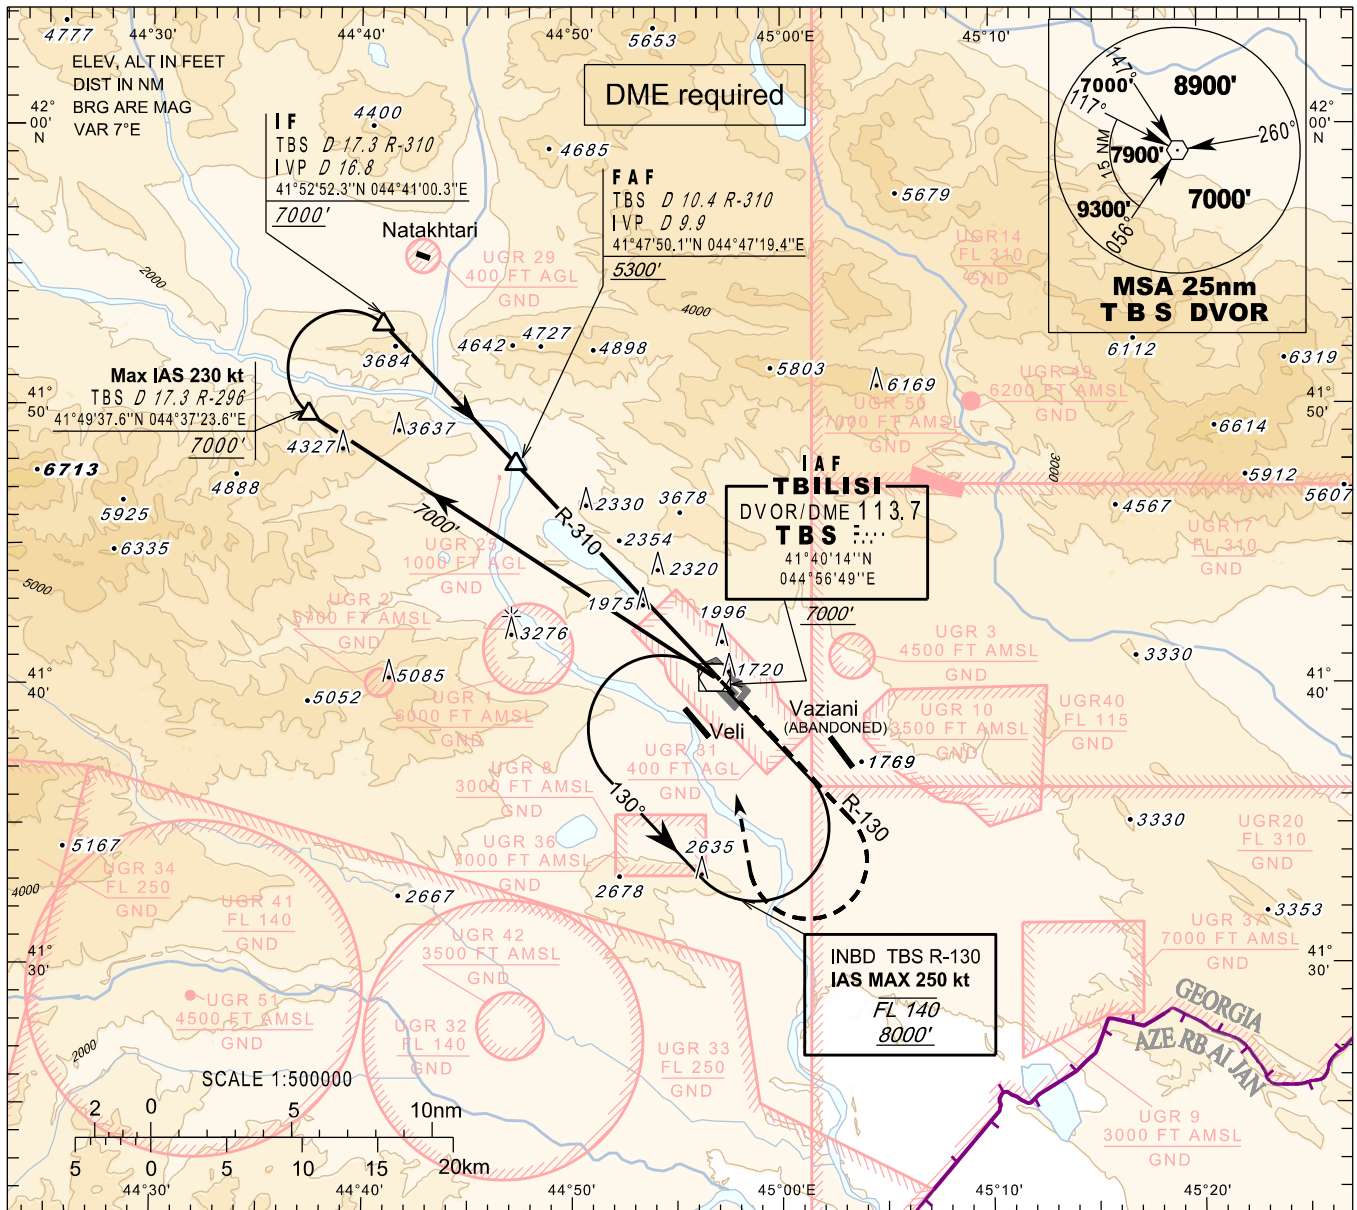 4777
44°30'
44°40'
44°50'
5653
45°00'E
45°10'
ELEV, ALT IN FEET
DIST IN NM
BRG ARE MAG
VAR 7°E
DME required
42°
00'
N
42°
00'
N
147°
7000'
8900'
117°
260°
15 NM
7900'
9300'
7000'
056°
MSA 25nm
TBS DVOR
4400
4685
5679
IF
TBS D 17.3 R-310
IVP D 16.8
41°52'52.3"N 044°41'00.3"E
7000'
FAF
TBS D 10.4 R-310
IVP D 9.9
41°47'50.1"N 044°47'19.4"E
5300'
Natakhtari
UGR 29
400 FT AGL
GND
UGR14
FL 310
GND
2000
4000
3684
4642
4727
4898
5803
6169
6112
6319
Max IAS 230 kt
TBS D 17.3 R-296
41°49'37.6"N 044°37'23.6"E
7000'
UGR 49
6200 FT AMSL
GND
UGR 50
7000 FT AMSL
GND
41°
50'
41°
50'
4327
3637
6614
6713
4888
5925
6335
3000
5912
5607
4567
IAF
TBILISI
DVOR/DME 113.7
TBS
41°40'14"N
044°56'49"E
7000'
7000'
R-310
2330
3678
2354
2320
UGR 25
1000 FT AGL
GND
UGR17
FL 310
GND
5000
1975
1996
1720
UGR 2
5700 FT AMSL
GND
3276
UGR 3
4500 FT AMSL
GND
3330
41°
40'
41°
40'
5085
5052
UGR 1
6000 FT AMSL
GND
Veli
Vaziani
(ABANDONED)
1769
UGR 10
3500 FT AMSL
GND
UGR40
FL 115
GND
UGR 31
400 FT AGL
GND
UGR 8
3000 FT AMSL
GND
130°
R-130
2635
3330
UGR20
FL 310
GND
5167
UGR 36
7000 FT AMSL
GND
2678
2667
UGR 34
FL 250
GND
4000
UGR 41
FL 140
GND
UGR 42
3500 FT AMSL
GND
3353
UGR 37
7000 FT AMSL
GND
41°
30'
41°
30'
INBD TBS R-130
IAS MAX 250 kt
FL 140
8000'
GEORGIA
AZERBAIJAN
UGR 51
4500 FT AMSL
GND
UGR 32
FL 140
GND
UGR 33
FL 250
GND
2000
SCALE 1:500000
2 0 5 10nm
5 0 5 10 15 20km
UGR 9
3000 FT AMSL
GND
44°30'
44°40'
44°50'
45°00'E
45°10'
45°20'